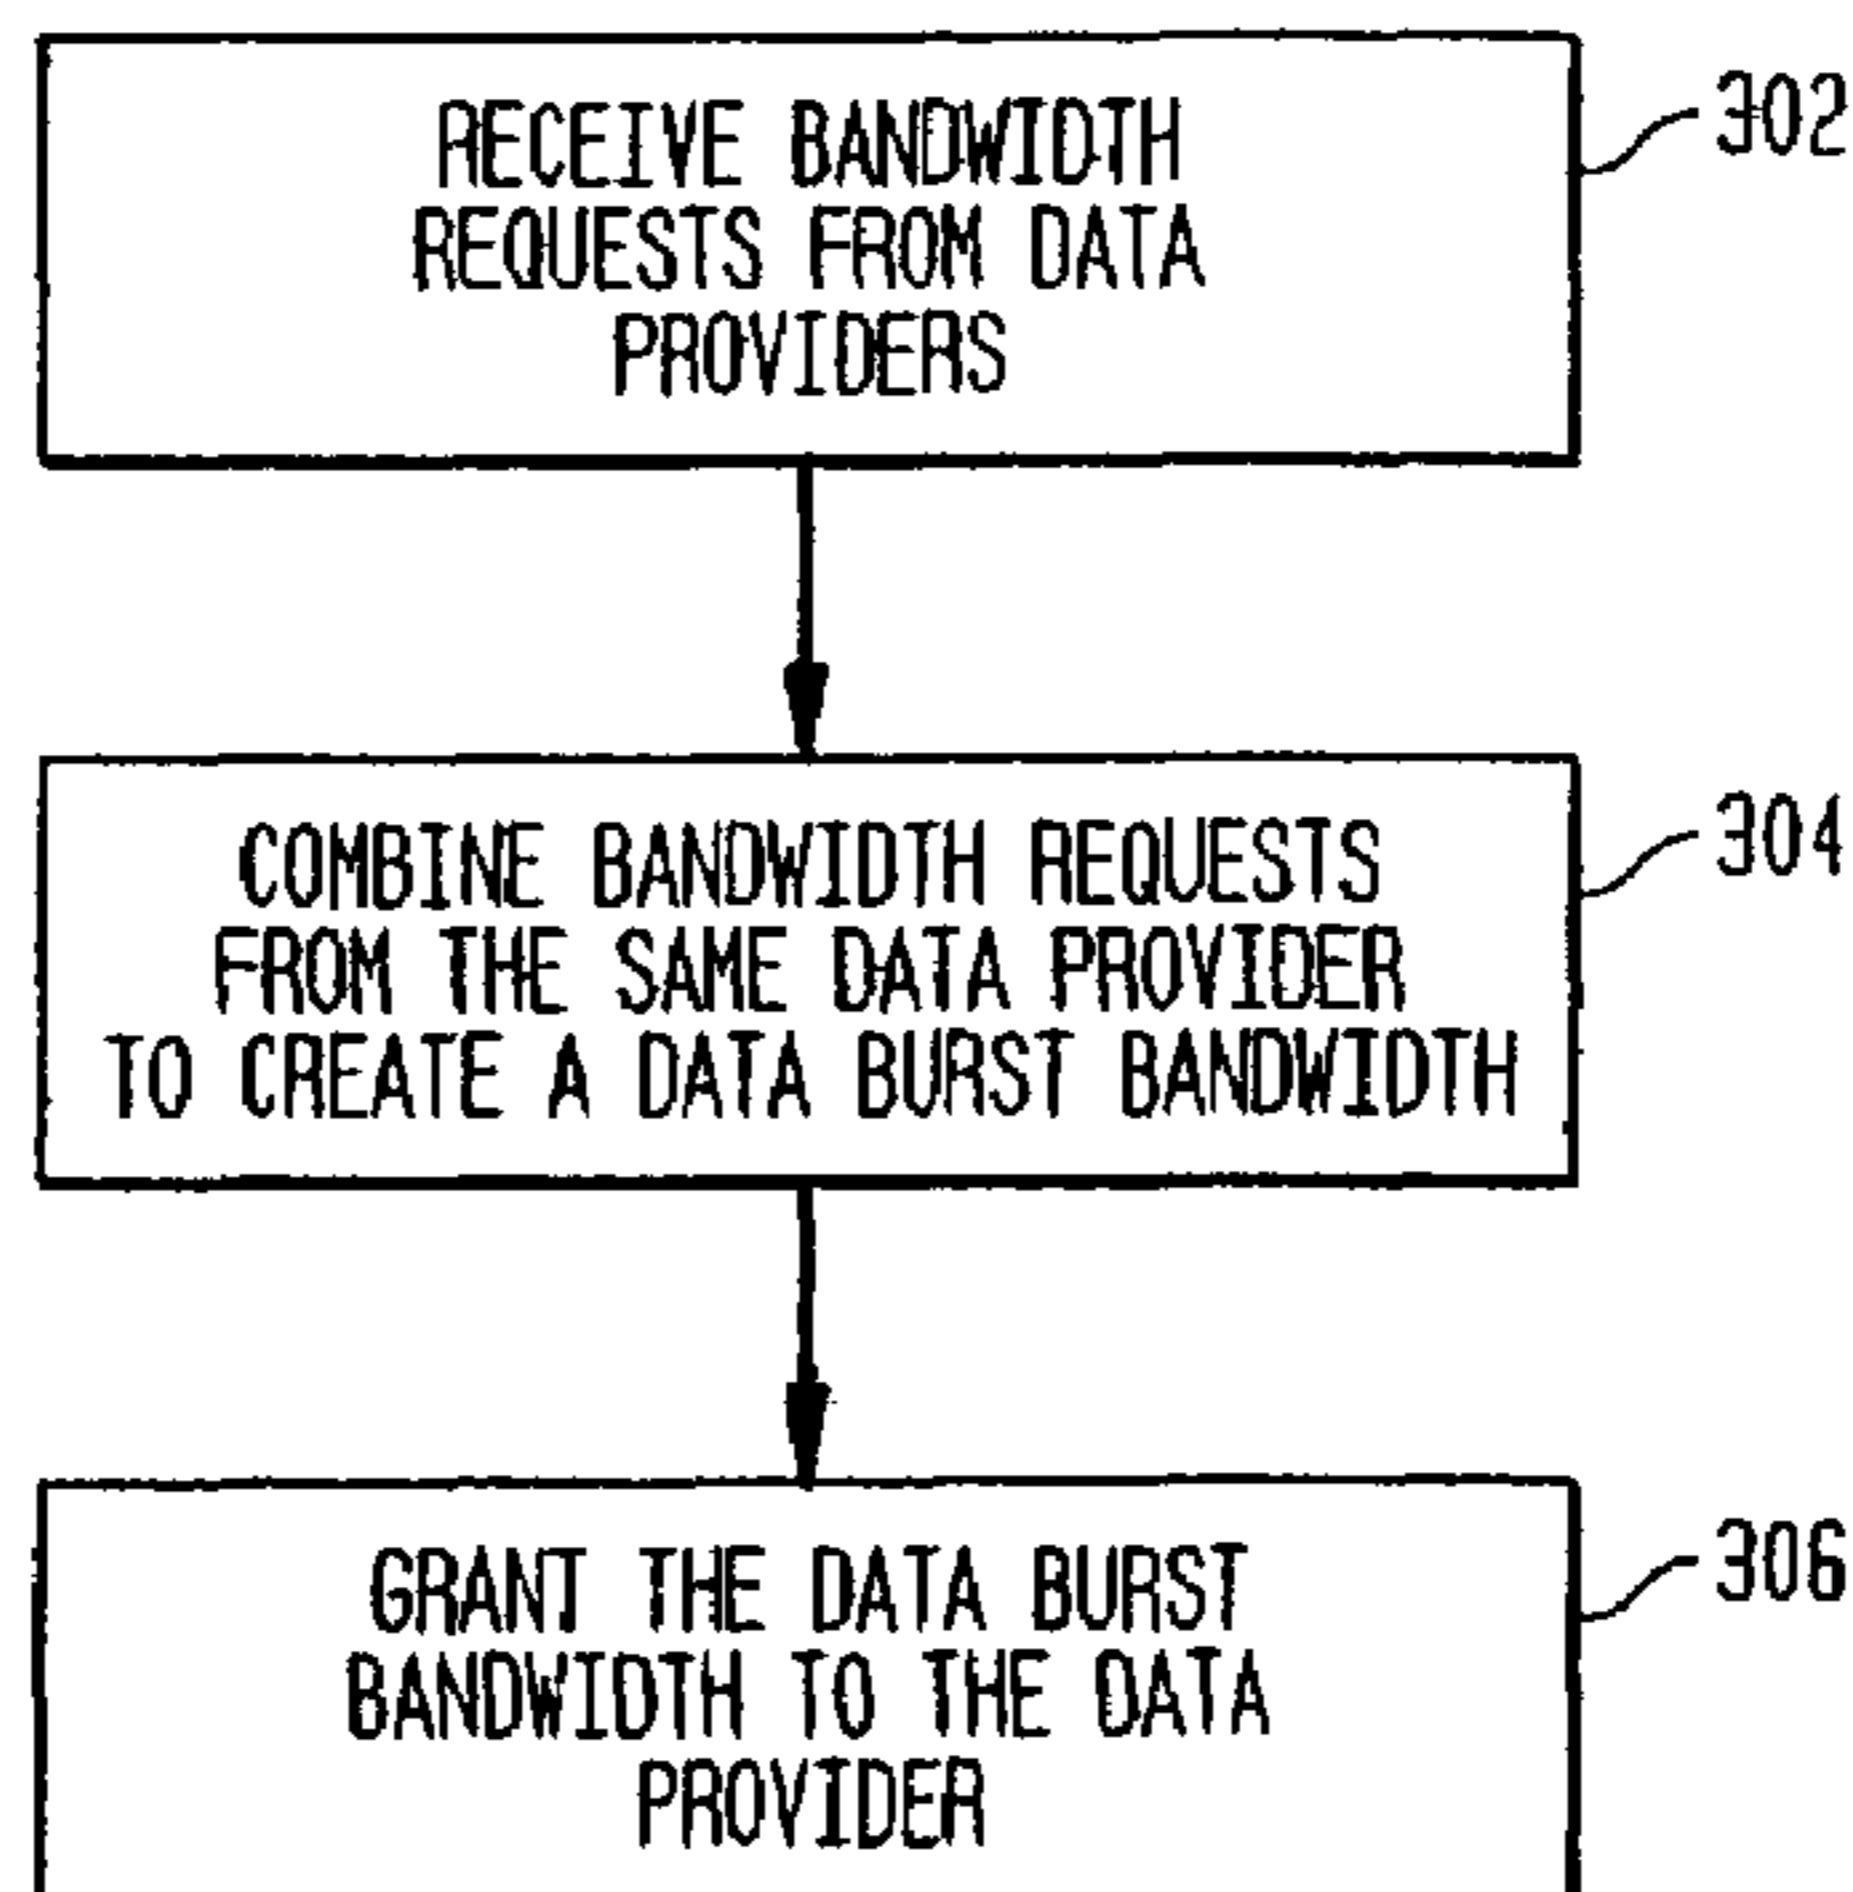 RECEIVE BANDWIDTH
REQUESTS FROM DATA
PROVIDERS
302
COMBINE BANDWIDTH REQUESTS
FROM THE SAME DATA PROVIDER
TO CREATE A DATA BURST BANDWIDTH
304
GRANT THE DATA BURST
BANDWIDTH TO THE DATA
PROVIDER
306